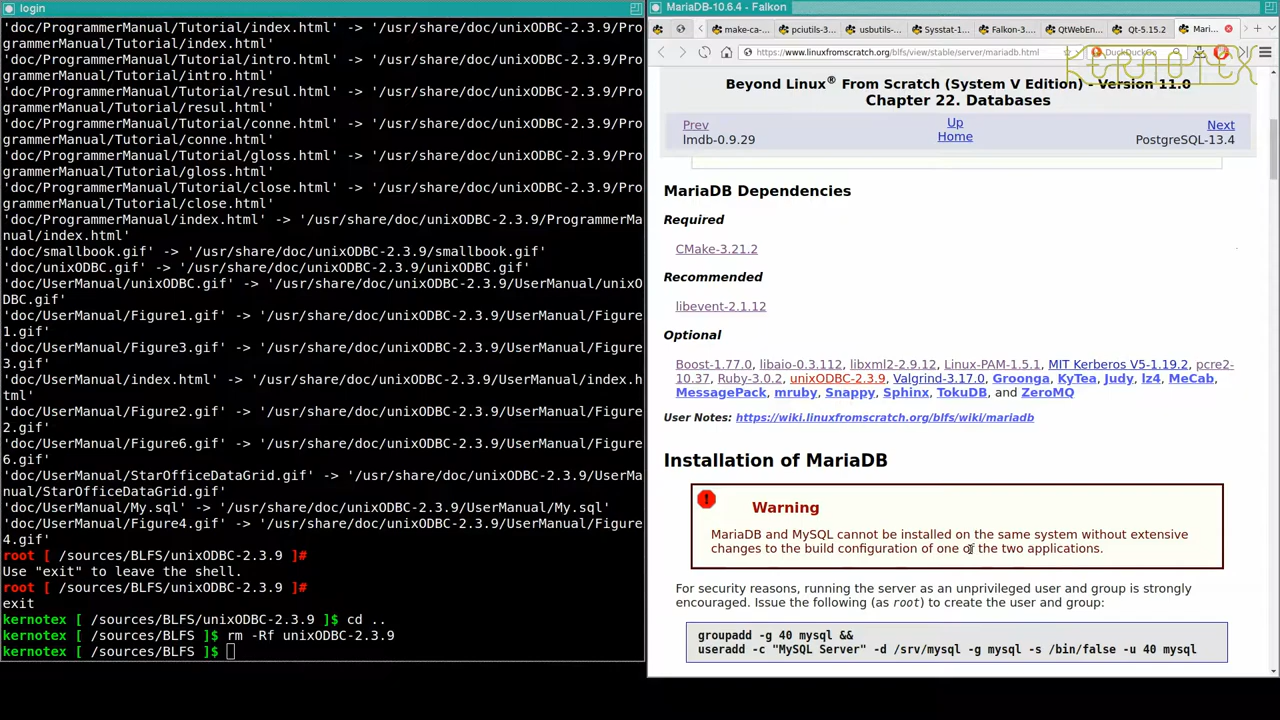 login
'doc/ProgrammerManual/Tutorial/index.html' -> '/usr/share/doc/unixODBC-2.3.9/Pro
grammerManual/Tutorial/index.html'
'doc/ProgrammerManual/Tutorial/intro.html' -> '/usr/share/doc/unixODBC-2.3.9/Pro
grammerManual/Tutorial/intro.html'
'doc/ProgrammerManual/Tutorial/resul.html' -> '/usr/share/doc/unixODBC-2.3.9/Pro
grammerManual/Tutorial/resul.html'
'doc/ProgrammerManual/Tutorial/conne.html' -> '/usr/share/doc/unixODBC-2.3.9/Pro
grammerManual/Tutorial/conne.html'
'doc/ProgrammerManual/Tutorial/gloss.html' -> '/usr/share/doc/unixODBC-2.3.9/Pro
grammerManual/Tutorial/gloss.html'
'doc/ProgrammerManual/Tutorial/close.html' -> '/usr/share/doc/unixODBC-2.3.9/Pro
grammerManual/Tutorial/close.html'
'doc/ProgrammerManual/index.html' -> '/usr/share/doc/unixODBC-2.3.9/ProgrammerMa
nual/index.html'
'doc/smallbook.gif' -> '/usr/share/doc/unixODBC-2.3.9/smallbook.gif'
'doc/unixODBC.gif' -> '/usr/share/doc/unixODBC-2.3.9/unixODBC.gif'
'doc/UserManual/unixODBC.gif' -> '/usr/share/doc/unixODBC-2.3.9/UserManual/unixO
DBC.gif'
'doc/UserManual/Figure1.gif' -> '/usr/share/doc/unixODBC-2.3.9/UserManual/Figure
1.gif'
'doc/UserManual/Figure3.gif' -> '/usr/share/doc/unixODBC-2.3.9/UserManual/Figure
3.gif'
'doc/UserManual/index.html' -> '/usr/share/doc/unixODBC-2.3.9/UserManual/index.h
tml'
'doc/UserManual/Figure2.gif' -> '/usr/share/doc/unixODBC-2.3.9/UserManual/Figure
2.gif'
'doc/UserManual/Figure6.gif' -> '/usr/share/doc/unixODBC-2.3.9/UserManual/Figure
6.gif'
'doc/UserManual/StarOfficeDataGrid.gif' -> '/usr/share/doc/unixODBC-2.3.9/UserMa
nual/StarOfficeDataGrid.gif'
'doc/UserManual/My.sql' -> '/usr/share/doc/unixODBC-2.3.9/UserManual/My.sql'
'doc/UserManual/Figure4.gif' -> '/usr/share/doc/unixODBC-2.3.9/UserManual/Figure
4.gif'
root [ /sources/BLFS/unixODBC-2.3.9 ]#
Use "exit" to leave the shell.
root [ /sources/BLFS/unixODBC-2.3.9 ]#
exit
kernotex [ /sources/BLFS/unixODBC-2.3.9 ]$ cd ..
kernotex [ /sources/BLFS ]$ rm -Rf unixODBC-2.3.9
kernotex [ /sources/BLFS ]$
MariaDB-10.6.4 - Falkon
make-ca-... pciutils-3... usbutils-... Sysstat-1... Falkon-3.... QtWebEn... Qt-5.15.2 Mari...
https://www.linuxfromscratch.org/blfs/view/stable/server/mariadb.html DuckDuckGo
KERNOTEX
Beyond Linux® From Scratch (System V Edition) - Version 11.0
Chapter 22. Databases
Prev Up Next
lmdb-0.9.29 Home PostgreSQL-13.4
MariaDB Dependencies
Required
CMake-3.21.2
Recommended
libevent-2.1.12
Optional
Boost-1.77.0, libaio-0.3.112, libxml2-2.9.12, Linux-PAM-1.5.1, MIT Kerberos V5-1.19.2, pcre2-
10.37, Ruby-3.0.2, unixODBC-2.3.9, Valgrind-3.17.0, Groonga, KyTea, Judy, lz4, MeCab,
MessagePack, mruby, Snappy, Sphinx, TokuDB, and ZeroMQ
User Notes: https://wiki.linuxfromscratch.org/blfs/wiki/mariadb
Installation of MariaDB
Warning
MariaDB and MySQL cannot be installed on the same system without extensive
changes to the build configuration of one of the two applications.
For security reasons, running the server as an unprivileged user and group is strongly
encouraged. Issue the following (as root) to create the user and group:
groupadd -g 40 mysql &&
useradd -c "MySQL Server" -d /srv/mysql -g mysql -s /bin/false -u 40 mysql